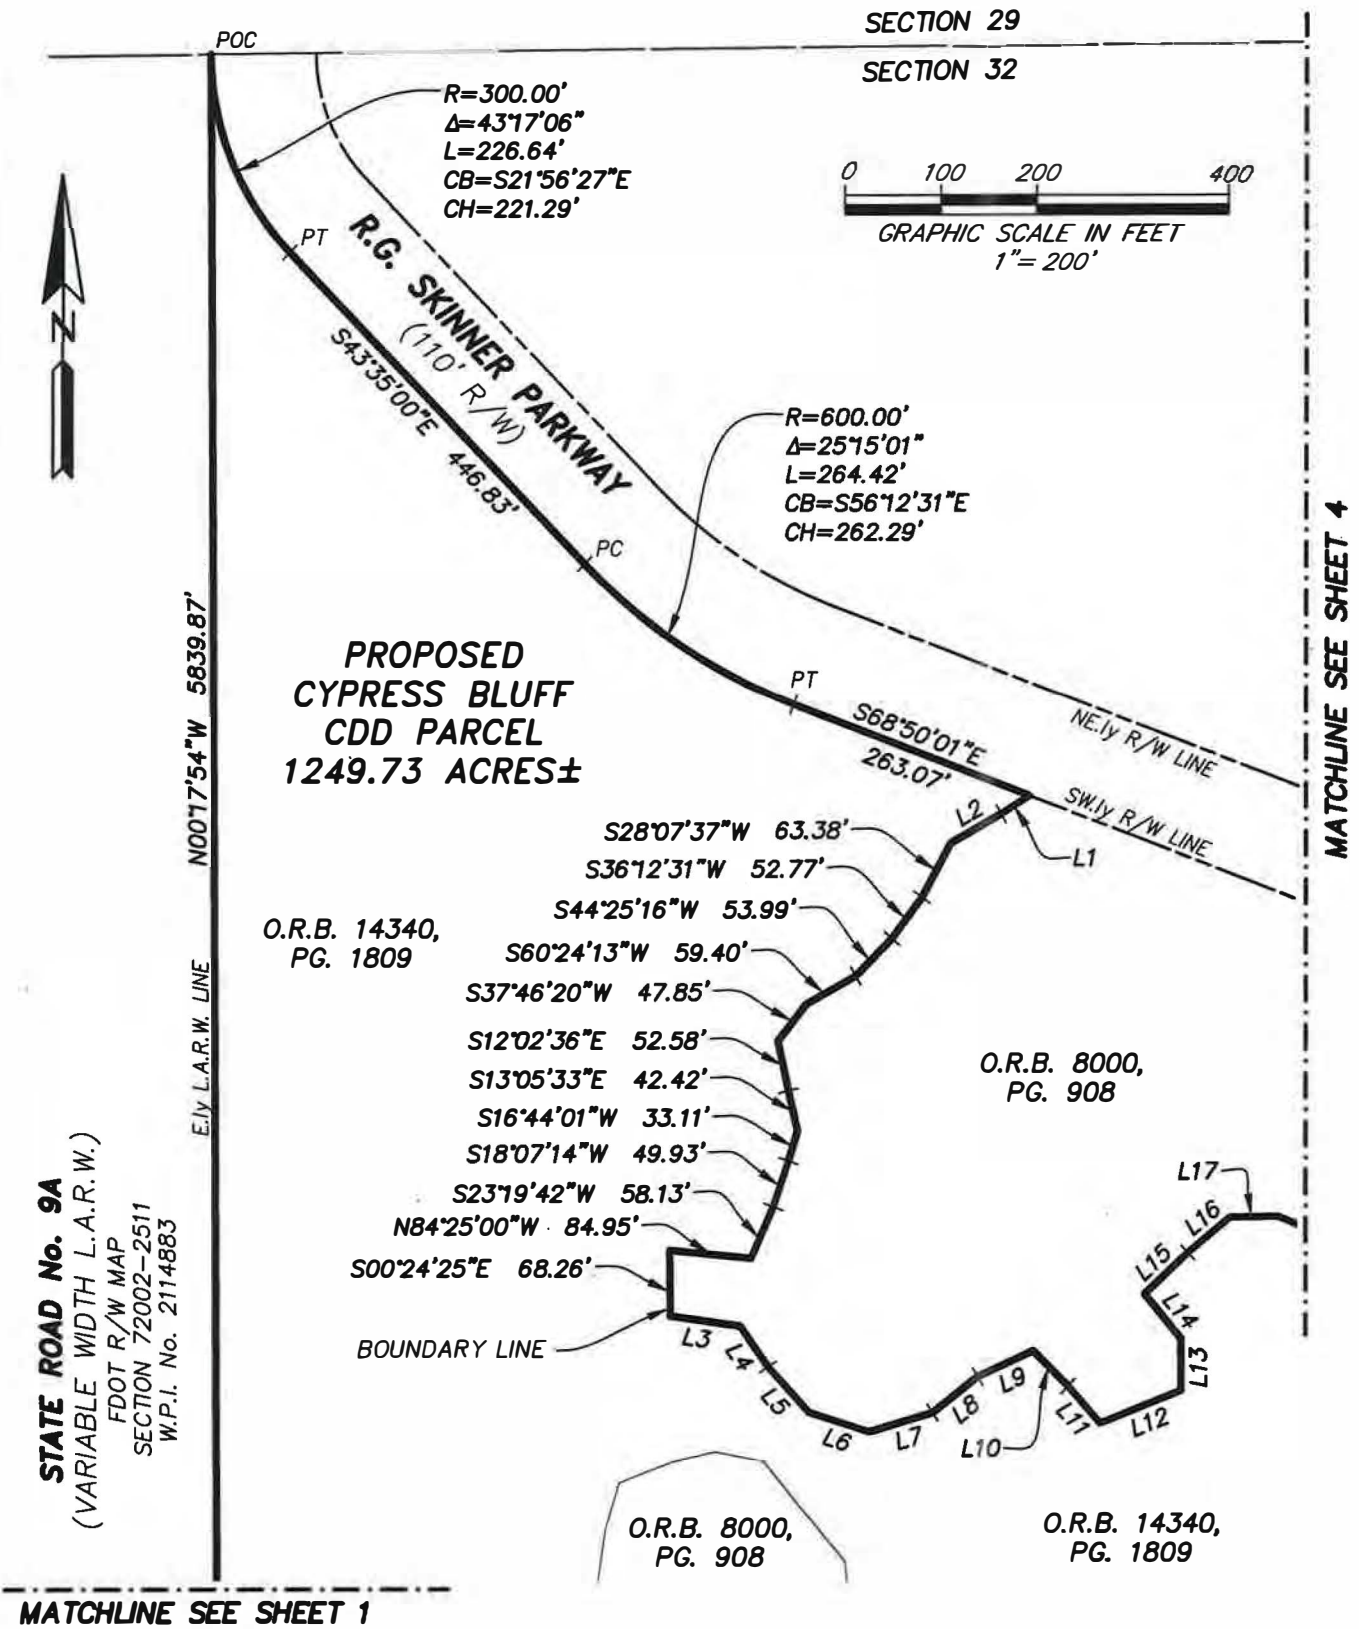 SECTION 29
POC
SECTION 32
R=300.00'
Δ=43°17'06"
L=226.64'
CB=S21°56'27"E
CH=221.29'
0 100 200 400
GRAPHIC SCALE IN FEET
1"= 200'
N
PT
R.G. SKINNER PARKWAY
(110' R/W)
S43°35'00"E 446.83'
R=600.00'
Δ=25°15'01"
L=264.42'
CB=S56°12'31"E
CH=262.29'
PC
MATCHLINE SEE SHEET 4
N00°17'54"W 5839.87'
PROPOSED
CYPRESS BLUFF
CDD PARCEL
1249.73 ACRES±
PT
S68°50'01"E
263.07'
NE.ly R/W LINE
SW.ly R/W LINE
L2
L1
S28°07'37"W 63.38'
S36°12'31"W 52.77'
S44°25'16"W 53.99'
S60°24'13"W 59.40'
S37°46'20"W 47.85'
S12°02'36"E 52.58'
S13°05'33"E 42.42'
S16°44'01"W 33.11'
S18°07'14"W 49.93'
S23°19'42"W 58.13'
N84°25'00"W 84.95'
S00°24'25"E 68.26'
BOUNDARY LINE
O.R.B. 14340,
PG. 1809
E.ly L.A.R.W. LINE
O.R.B. 8000,
PG. 908
STATE ROAD No. 9A
(VARIABLE WIDTH L.A.R.W.)
FDOT R/W MAP
SECTION 72002-2511
W.P.I. No. 2114883
L3
L4
L5
L6
L7
L8
L9
L10
L11
L12
L13
L14
L15
L16
L17
O.R.B. 8000,
PG. 908
O.R.B. 14340,
PG. 1809
MATCHLINE SEE SHEET 1